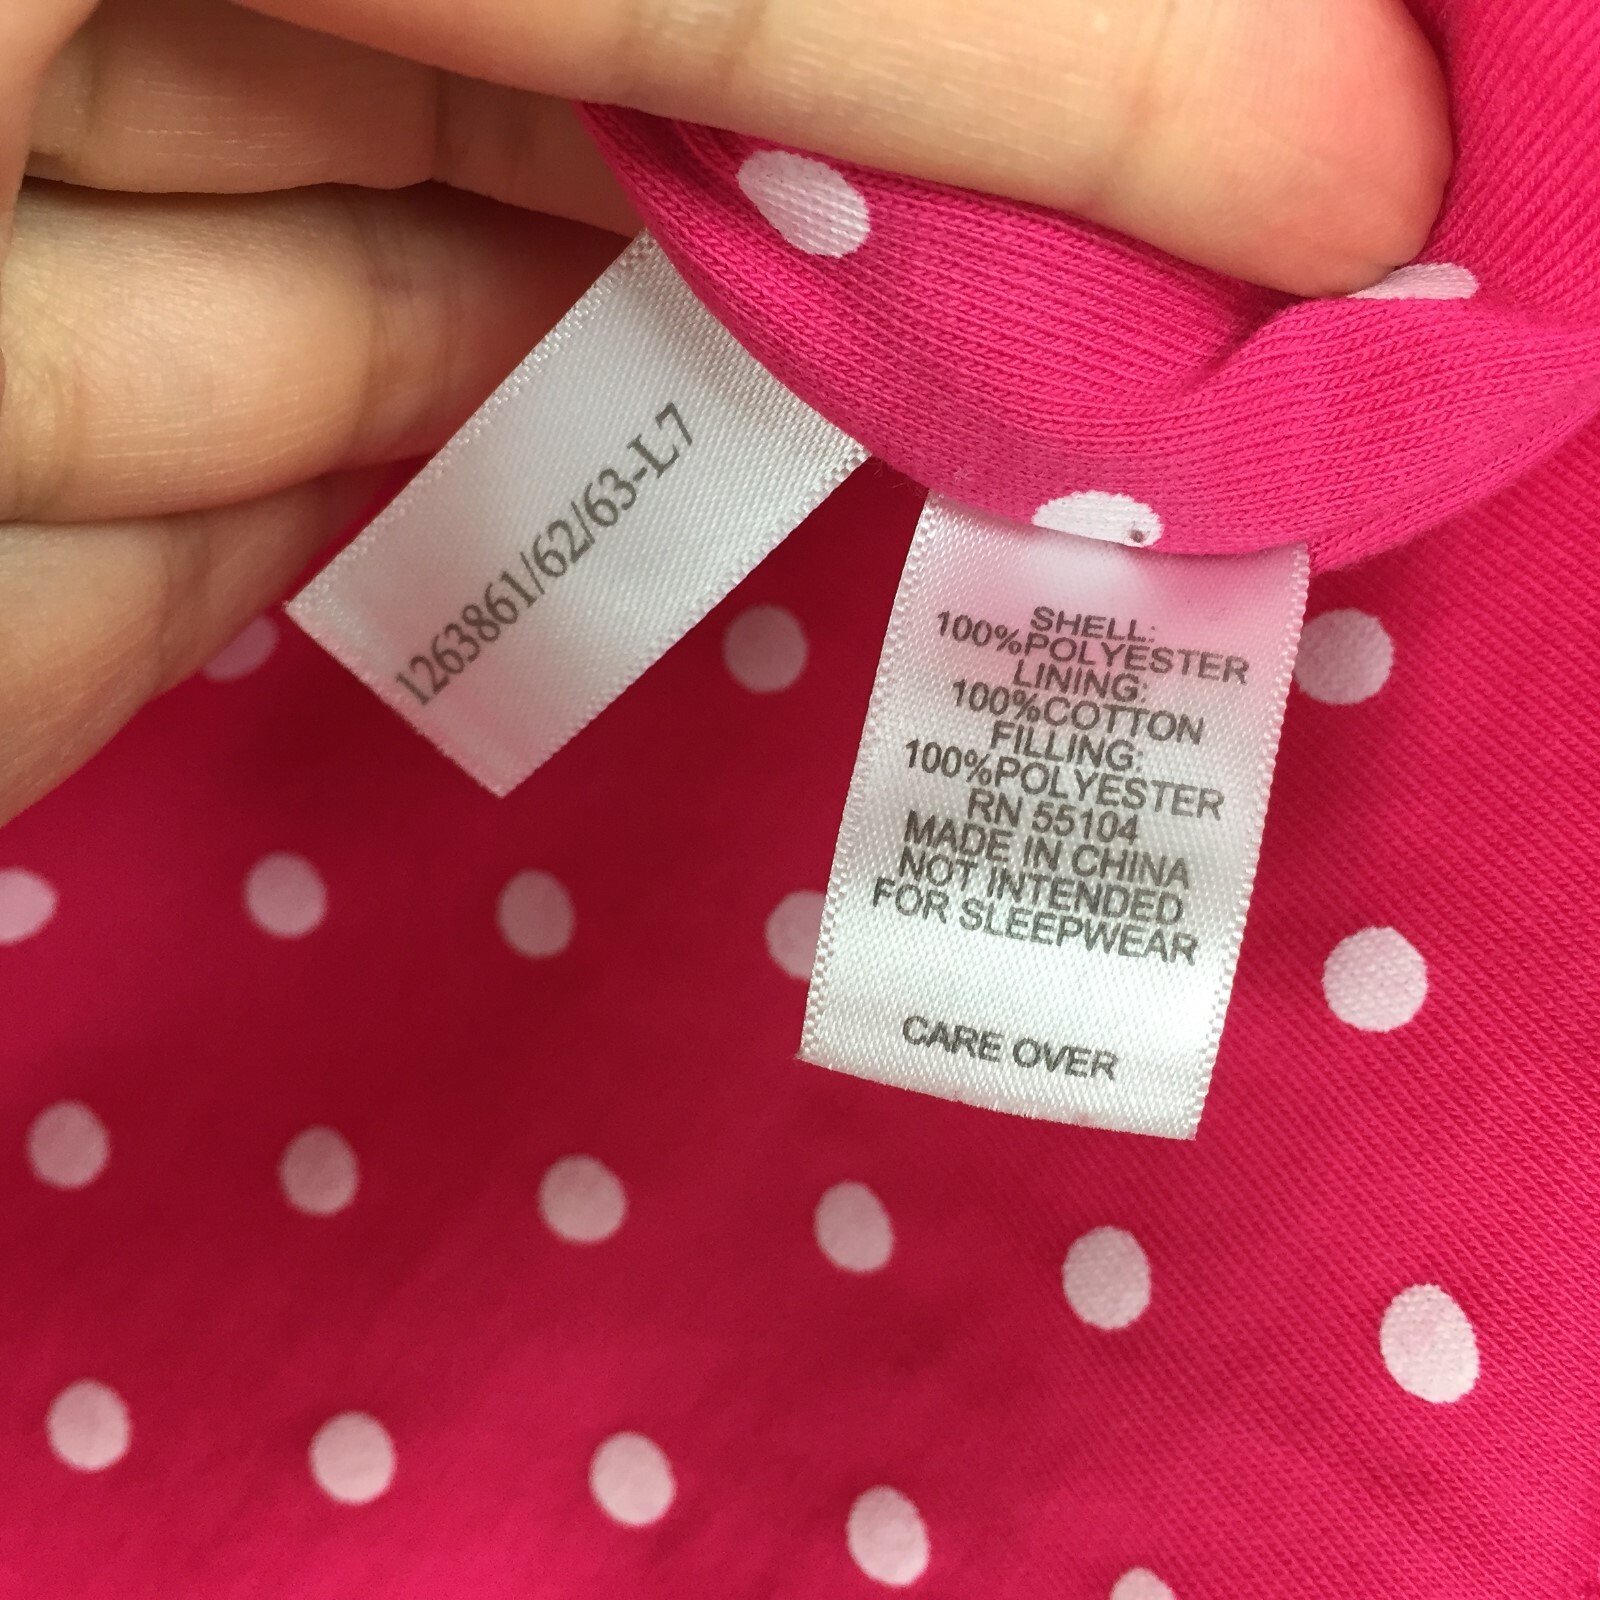 1263861/62/63-L7
SHELL:
100%POLYESTER
LINING:
100%COTTON
FILLING:
100%POLYESTER
RN 55104
MADE IN CHINA
NOT INTENDED
FOR SLEEPWEAR
CARE OVER